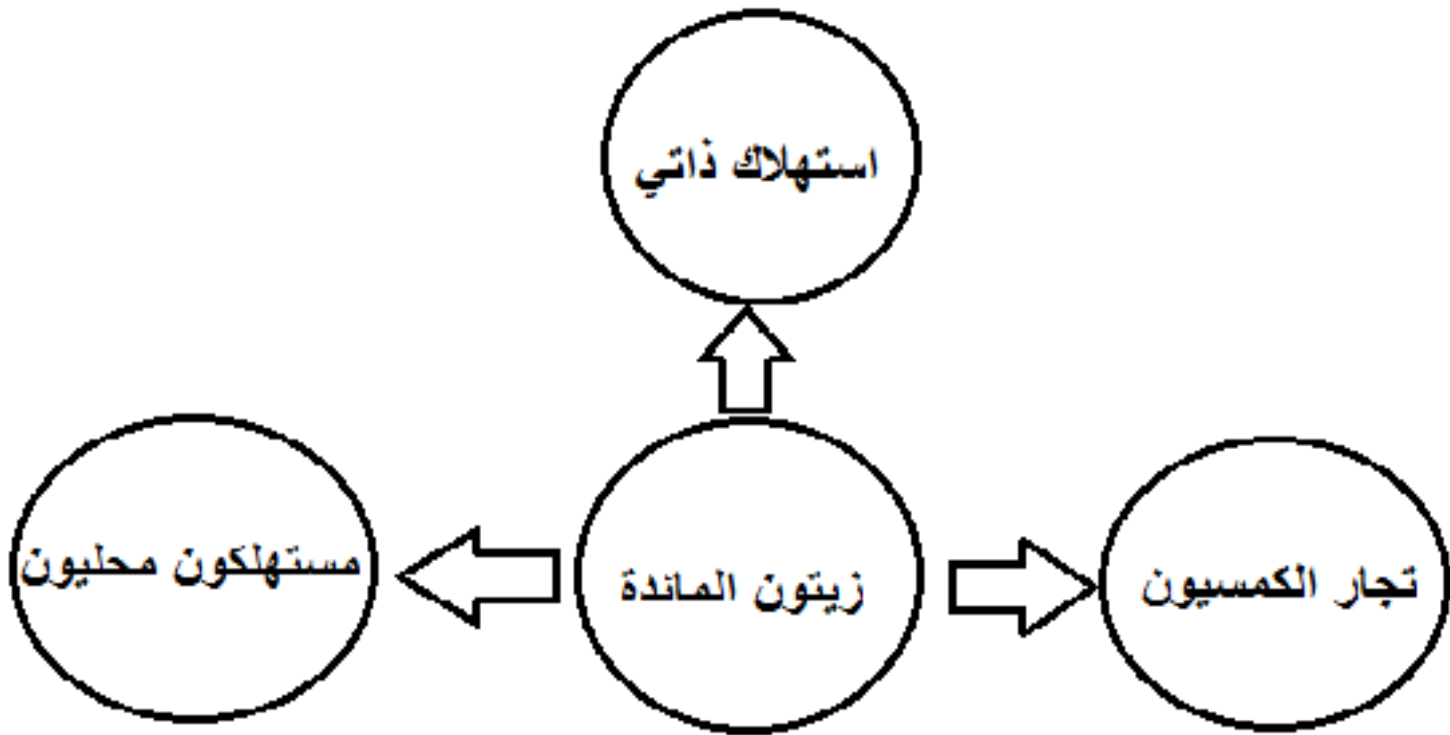 استهلاك ذاتي
تجار الكمسيون
زيتون المائدة
مستهلكون محليون